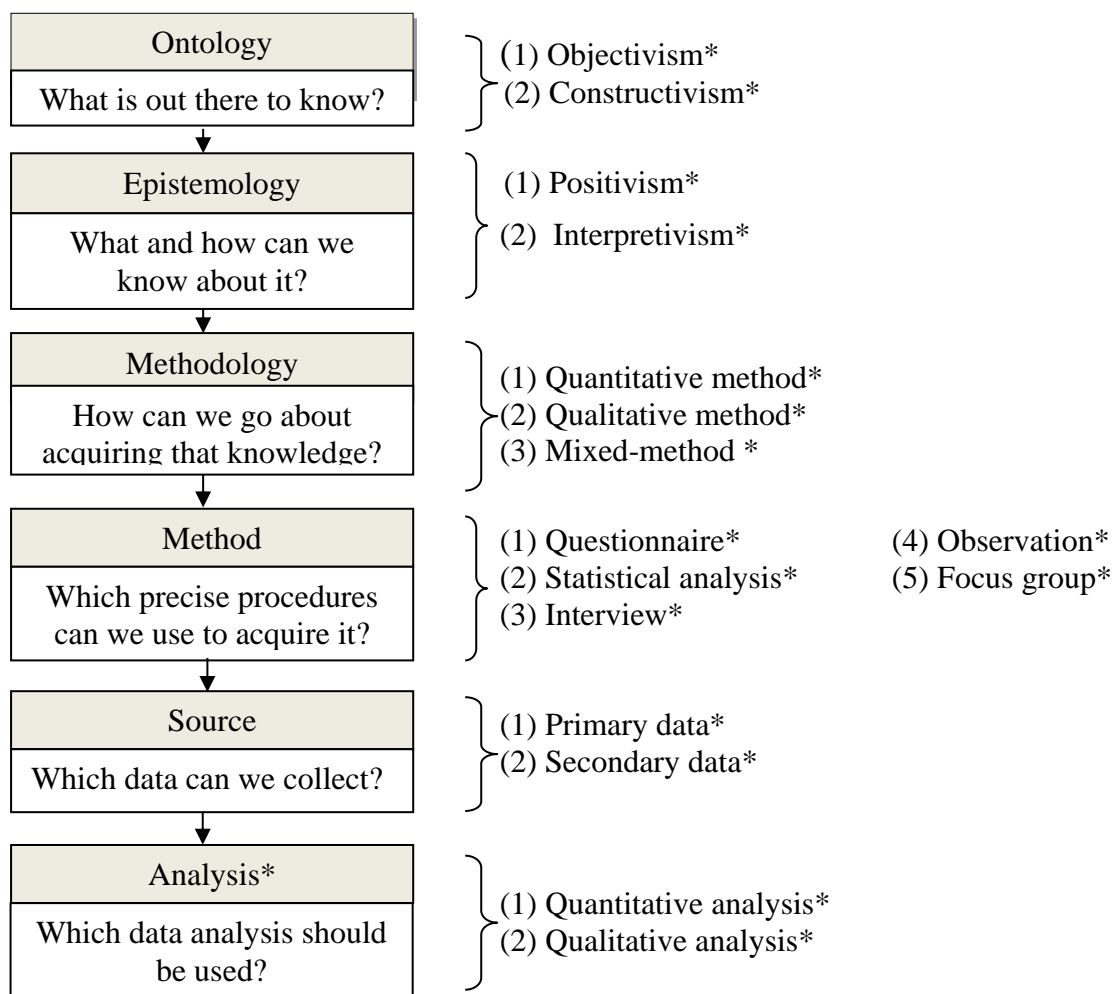 Ontology
What is out there to know?
(1) Objectivism*
(2) Constructivism*
Epistemology
What and how can we
know about it?
(1) Positivism*
(2) Interpretivism*
Methodology
How can we go about
acquiring that knowledge?
(1) Quantitative method*
(2) Qualitative method*
(3) Mixed-method *
Method
Which precise procedures
can we use to acquire it?
(1) Questionnaire*
(2) Statistical analysis*
(3) Interview*
(4) Observation*
(5) Focus group*
Source
Which data can we collect?
(1) Primary data*
(2) Secondary data*
Analysis*
Which data analysis should
be used?
(1) Quantitative analysis*
(2) Qualitative analysis*